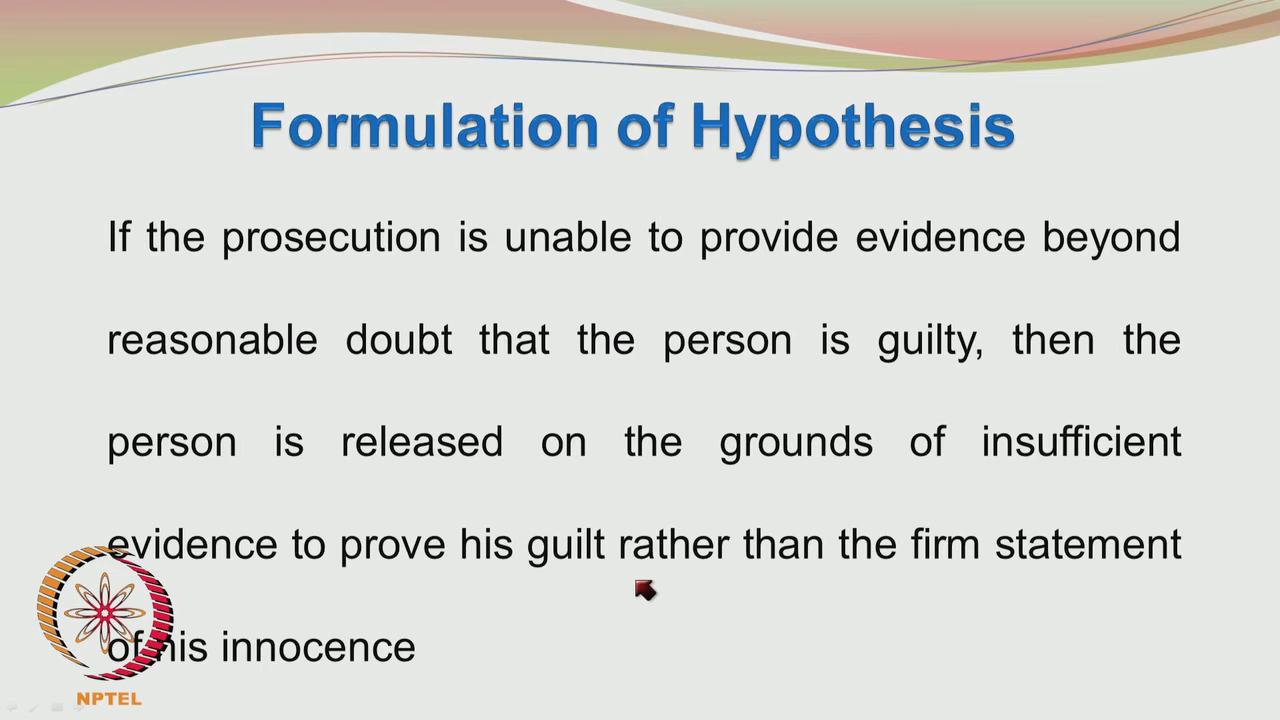 Formulation of Hypothesis
If the prosecution is unable to provide evidence beyond
reasonable doubt that the person is guilty, then the
person is released on the grounds of insufficient
evidence to prove his guilt rather than the firm statement
of his innocence
NPTEL